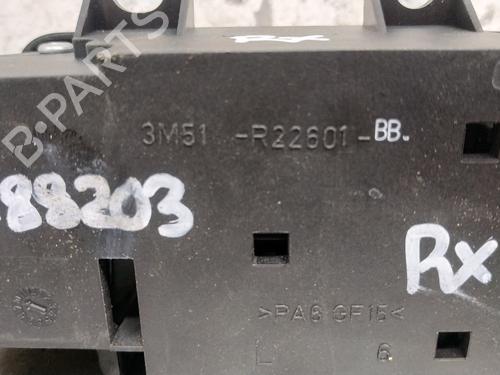 Rx
B-PARTS
3M51 -R22601-BB.
88203
Rx
>PA6 GF15<
L 6